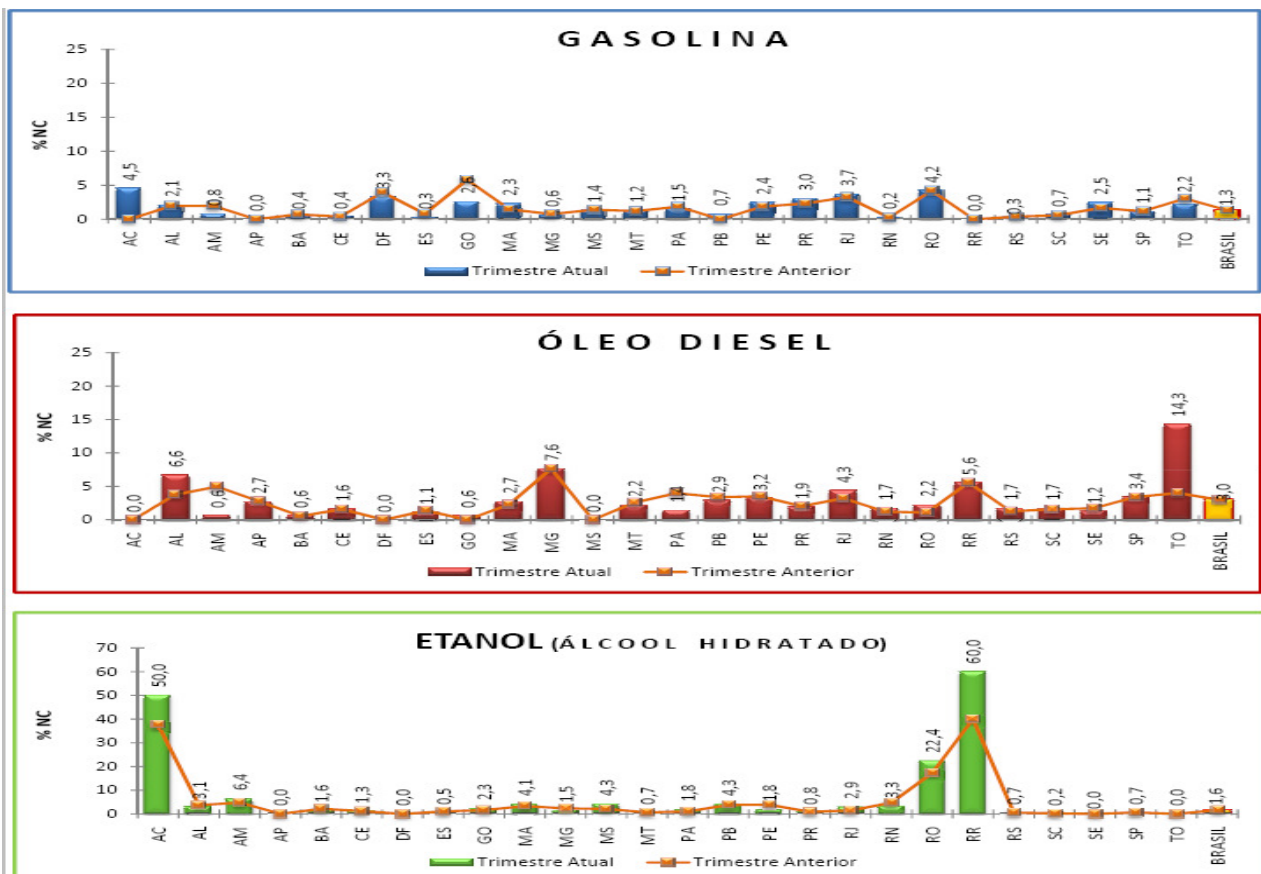 GASOLINA
25
20
15
10
5
0
%NC
4,5 2,1 0,8 0,0 0,4 0,4 3,3 0,3 2,6 2,3 0,6 1,4 1,2 1,5 0,7 2,4 3,0 3,7 0,2 4,2 0,0 0,3 0,7 2,5 1,1 2,2 1,3
AC AL AM AP BA CE DF ES GO MA MG MS MT PA PB PE PR RJ RN RO RR RS SC SE SP TO BRASIL
Trimestre Atual Trimestre Anterior
ÓLEO DIESEL
25
20
15
10
5
0
%NC
0,0 6,6 0,6 2,7 0,6 1,6 0,0 1,1 0,6 2,7 7,6 0,0 2,2 1,4 2,9 3,2 1,9 4,3 1,7 2,2 5,6 1,7 1,7 1,2 3,4 14,3 3,0
AC AL AM AP BA CE DF ES GO MA MG MS MT PA PB PE PR RJ RN RO RR RS SC SE SP TO BRASIL
Trimestre Atual Trimestre Anterior
ETANOL (ÁLCOOL HIDRATADO)
70
60
50
40
30
20
10
0
%NC
50,0 3,1 6,4 0,0 1,6 1,3 0,0 0,5 2,3 4,1 1,5 4,3 0,7 1,8 4,3 1,8 0,8 2,9 3,3 22,4 60,0 0,7 0,2 0,0 0,7 0,0 1,6
AC AL AM AP BA CE DF ES GO MA MG MS MT PA PB PE PR RJ RN RO RR RS SC SE SP TO BRASIL
Trimestre Atual Trimestre Anterior